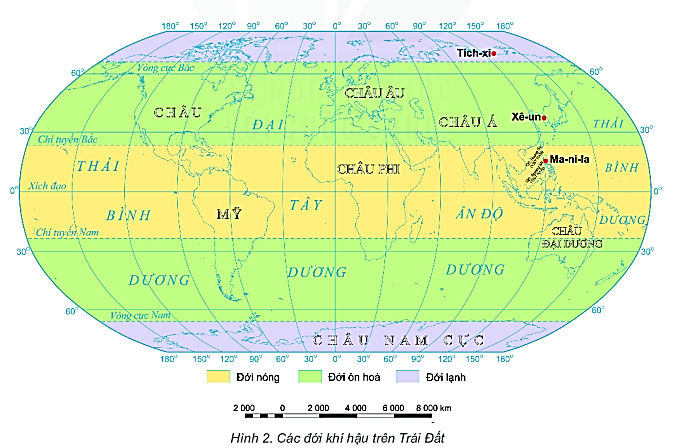 180° 150° 120° 90° 60° 30° 0° 30° 60° 90° 120° 150° 180°
Tich-xi
60° Vòng cực Bắc 60°
CHÂU ÂU
CHÂU
Xê-un
ĐẠI CHÂU Á THÁI
30° 30°
Chí tuyến Bắc
Ma-ni-la
THÁI CHÂU PHI BÌNH
Xích đạo
0° 0°
TÂY
BÌNH MỸ ẤN ĐỘ DƯƠNG
Chí tuyến Nam CHÂU
ĐẠI DƯƠNG
30° 30°
DƯƠNG DƯƠNG DƯƠNG
60° Vòng cực Nam 60°
CHÂU NAM CỰC
180° 150° 120° 90° 60° 30° 0° 30° 60° 90° 120° 150° 180°
Đới nóng Đới ôn hoà Đới lạnh
2 000 0 2 000 4 000 6 000 8 000 km
Hình 2. Các đới khí hậu trên Trái Đất